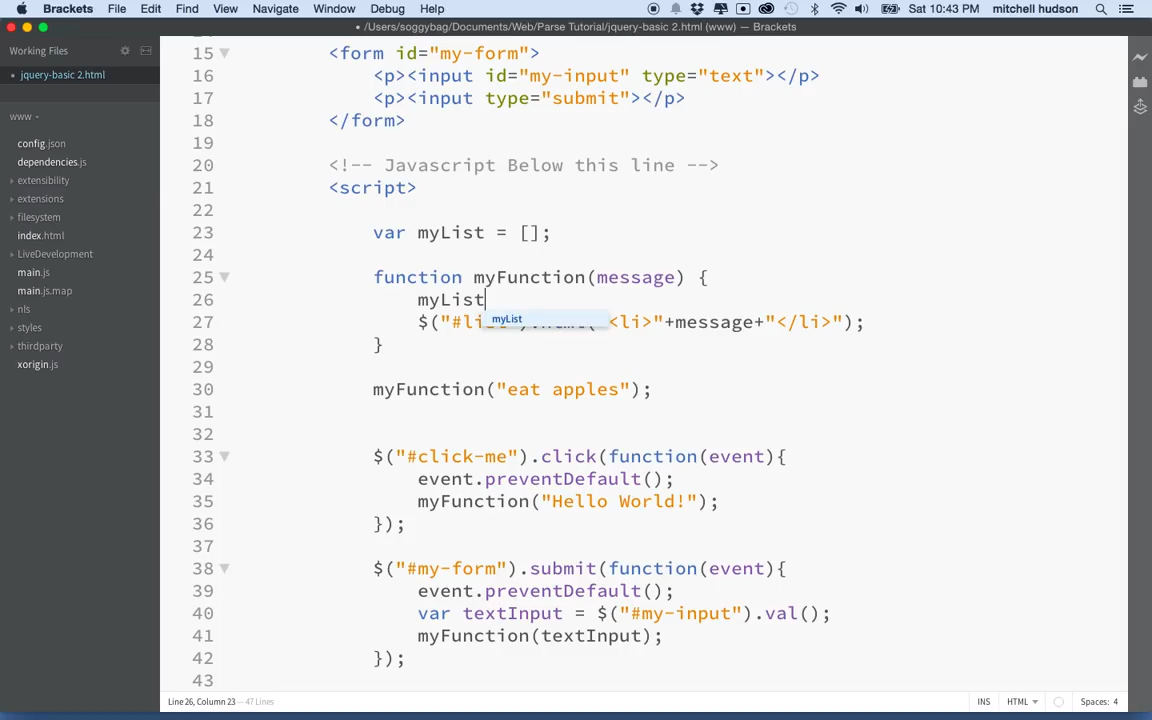 Brackets File Edit Find View Navigate Window Debug Help Sat 10:43 PM mitchell hudson
• /Users/soggybag/Documents/Web/Parse Tutorial/jquery-basic 2.html (www) — Brackets
Working Files
• jquery-basic 2.html
www
config.json
dependencies.js
extensibility
extensions
filesystem
index.html
LiveDevelopment
main.js
main.js.map
nls
styles
thirdparty
xorigin.js
15 <form id="my-form">
16 <p><input id="my-input" type="text"></p>
17 <p><input type="submit"></p>
18 </form>
19
20 <!-- Javascript Below this line -->
21 <script>
22
23 var myList = [];
24
25 function myFunction(message) {
26 myList
myList
27 $("#li <li>"+message+"</li>");
28 }
29
30 myFunction("eat apples");
31
32
33 $("#click-me").click(function(event){
34 event.preventDefault();
35 myFunction("Hello World!");
36 });
37
38 $("#my-form").submit(function(event){
39 event.preventDefault();
40 var textInput = $("#my-input").val();
41 myFunction(textInput);
42 });
43
Line 26, Column 23 — 47 Lines INS HTML Spaces: 4